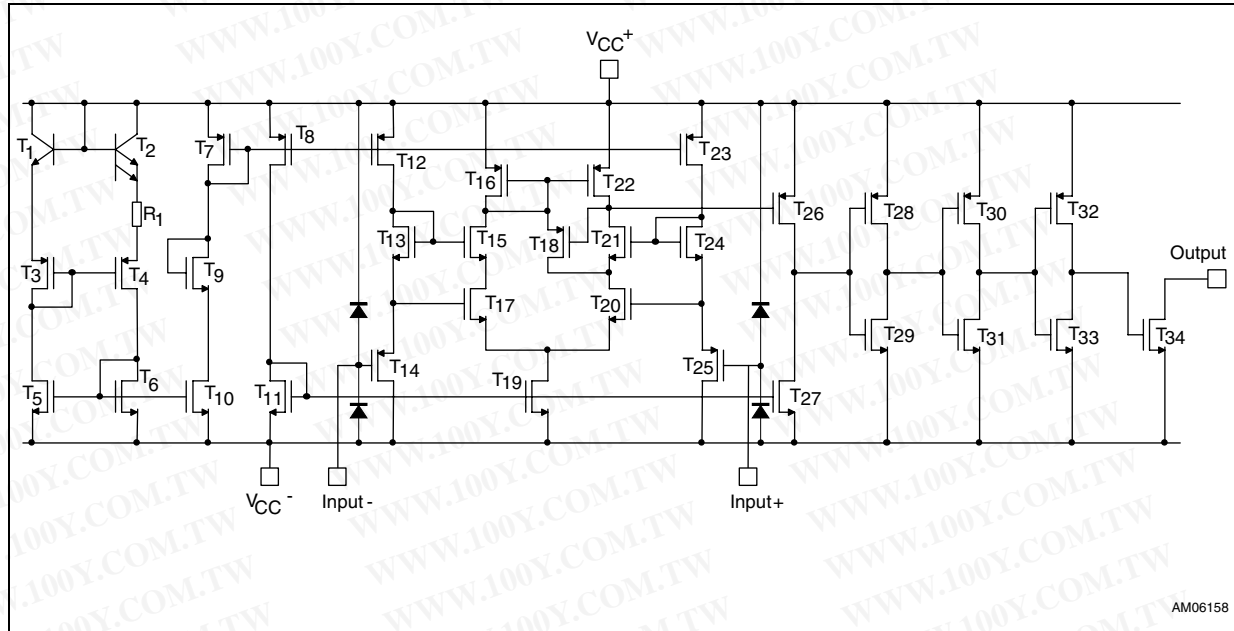 VCC+
T1
T2
T7
T8
T12
T23
T16
T22
R1
T26
T28
T30
T32
T3
T4
T9
T13
T15
T18
T21
T24
Output
T17
T20
T29
T31
T33
T34
T14
T25
T5
T6
T10
T11
T19
T27
VCC-
Input-
Input+
AM06158
WWW.100Y.COM.TW